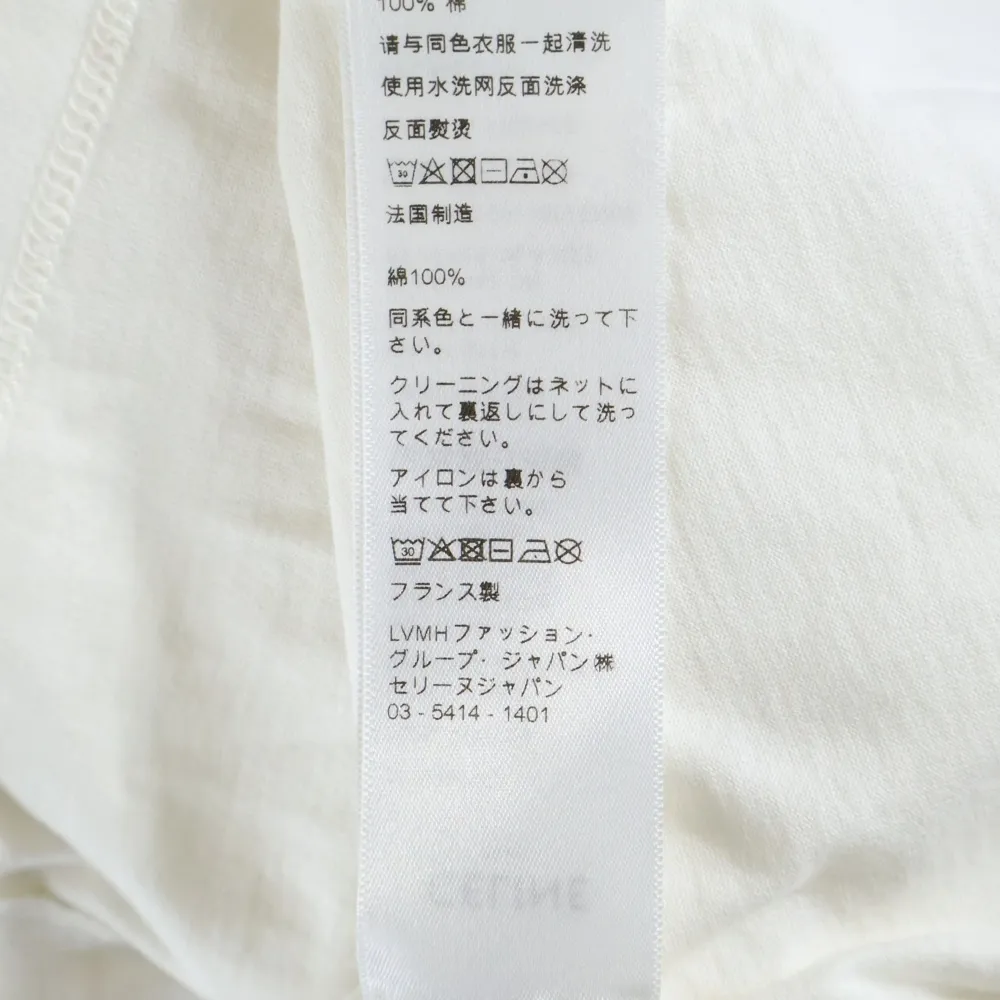 100% 棉
请与同色衣服一起清洗
使用水洗网反面洗涤
反面熨烫
30
法国制造
綿100%
同系色と一緒に洗って下
さい。
クリーニングはネットに
入れて裏返しにして洗っ
てください。
アイロンは裏から
当てて下さい。
30
フランス製
LVMHファッション・
グループ・ジャパン㈱
セリーヌジャパン
03 - 5414 - 1401
CELINE